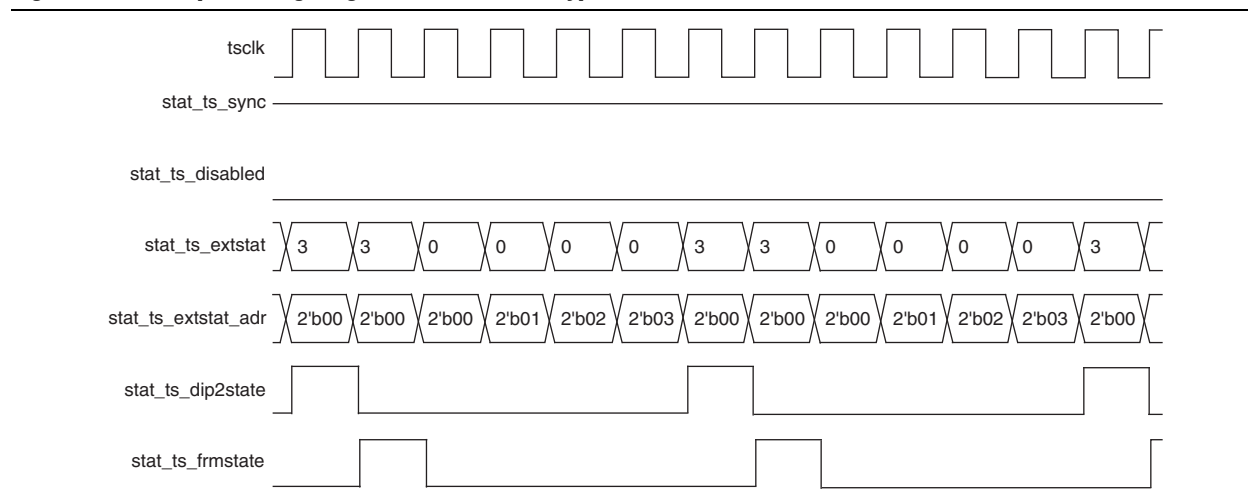 tsclk
stat_ts_sync
stat_ts_disabled
stat_ts_extstat 3 3 0 0 0 0 3 3 0 0 0 0 3
stat_ts_extstat_adr 2'b00 2'b00 2'b00 2'b01 2'b02 2'b03 2'b00 2'b00 2'b00 2'b01 2'b02 2'b03 2'b00
stat_ts_dip2state
stat_ts_frmstate